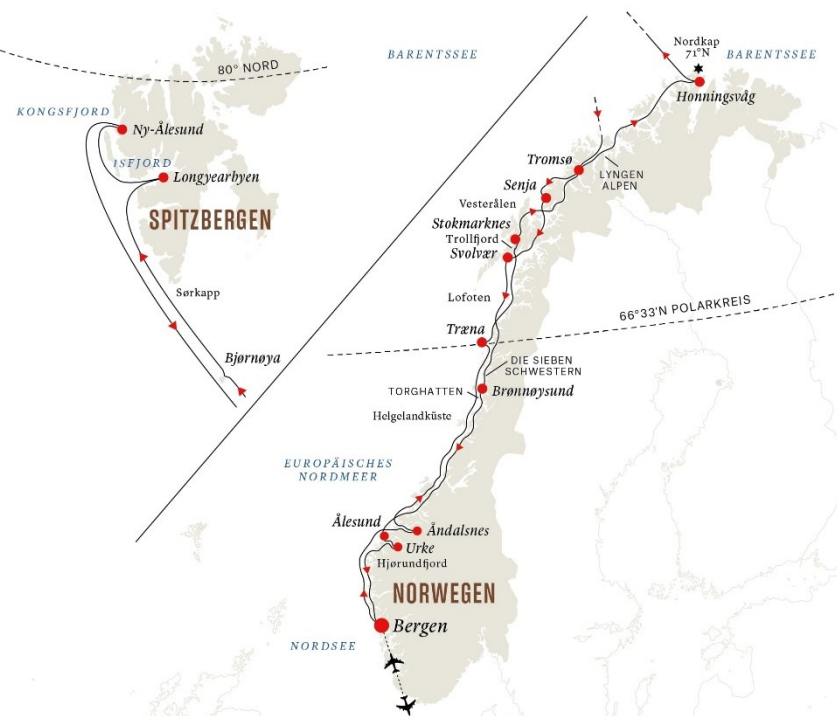 BARENTSSEE
Nordkap
71°N
BARENTSSEE
80° NORD
Honningsvåg
KONGSFJORD
Ny-Ålesund
ISFJORD
Longyearbyen
SPITZBERGEN
Sørkapp
Bjørnøya
Tromsø
LYNGEN
ALPEN
Senja
Vesterålen
Stokmarknes
Trollfjord
Svolvær
Lofoten
66°33'N POLARKREIS
Træna
DIE SIEBEN
SCHWESTERN
TORGHATTEN
Brønnøysund
Helgelandküste
EUROPÄISCHES
NORDMEER
Ålesund
Åndalsnes
Urke
Hjørundfjord
NORWEGEN
Bergen
NORDSEE